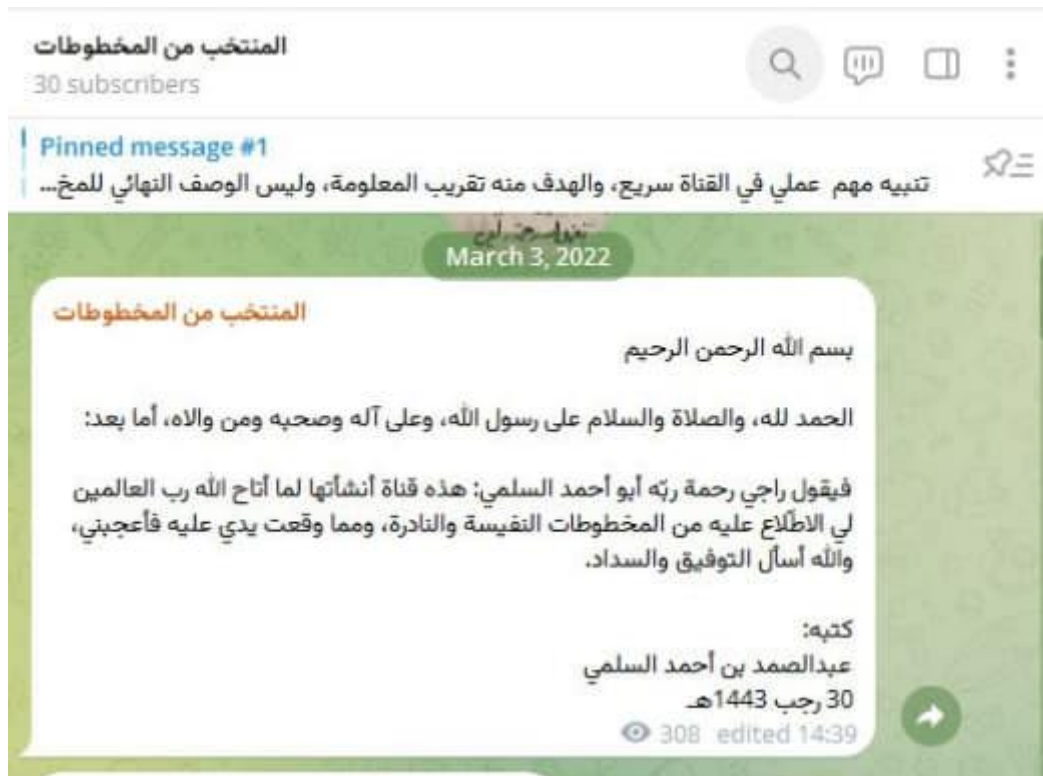 المنتخب من المخطوطات
30 subscribers
Pinned message #1
تنبيه مهم عملي في القناة سريع، والهدف منه تقريب المعلومة، وليس الوصف النهائي للمخ...
March 3, 2022
المنتخب من المخطوطات
بسم الله الرحمن الرحيم
الحمد لله، والصلاة والسلام على رسول الله، وعلى آله وصحبه ومن والاه، أما بعد:
فيقول راجي رحمة ربّه أبو أحمد السلمي: هذه قناة أنشأتها لما أتاح الله رب العالمين
لي الاطّلاع عليه من المخطوطات النفيسة والنادرة، ومما وقعت يدي عليه فأعجبني،
والله أسأل التوفيق والسداد.
كتبه:
عبدالصمد بن أحمد السلمي
30 رجب 1443هـ
308 edited 14:39